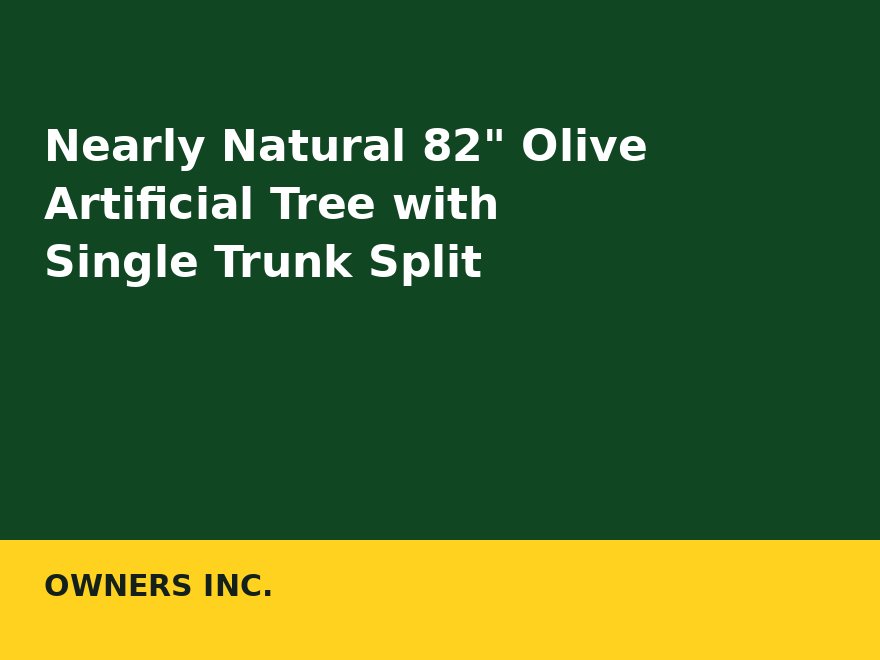 Nearly Natural 82" Olive
Artificial Tree with
Single Trunk Split
OWNERS INC.